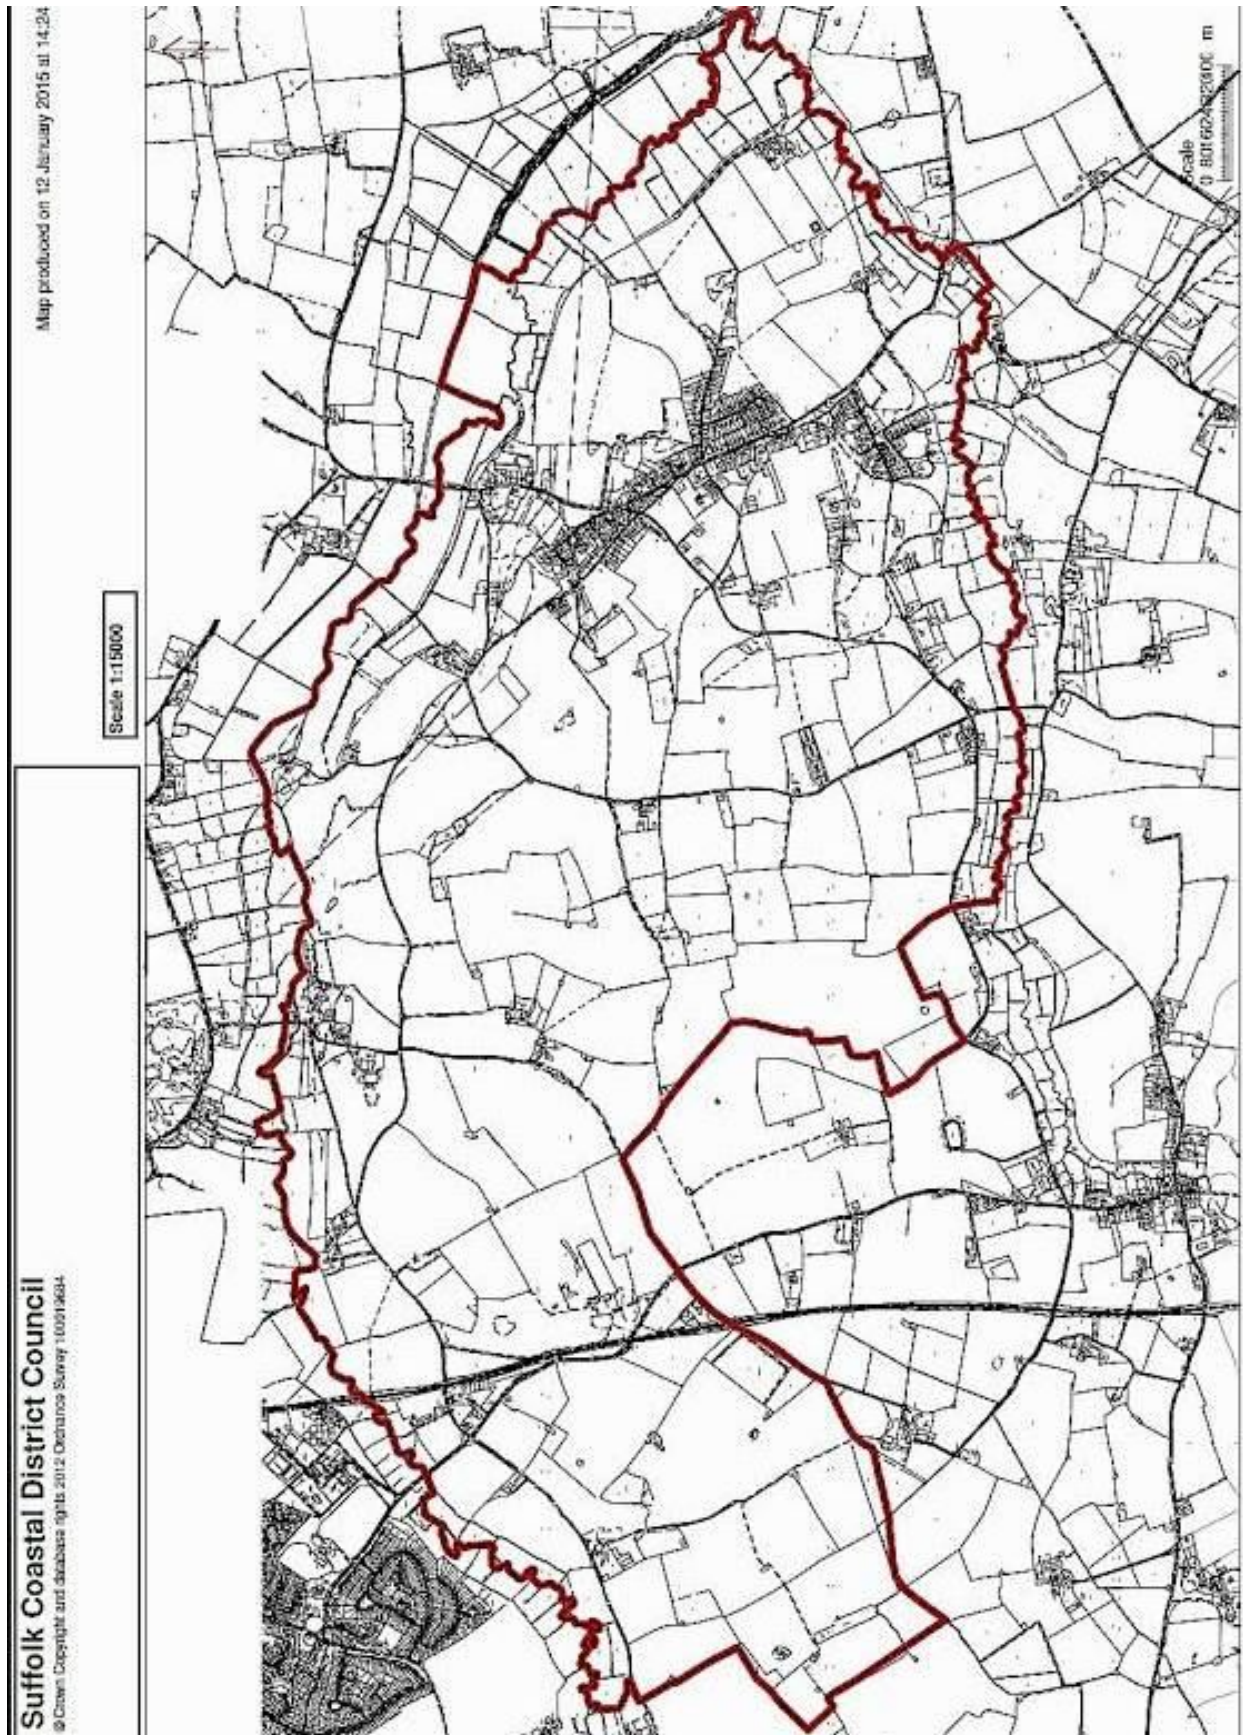 Suffolk Coastal District Council
© Crown Copyright and database rights 2012 Ordnance Survey 100019684
Scale 1:15000
Map produced on 12 January 2015 at 14:24
Scale